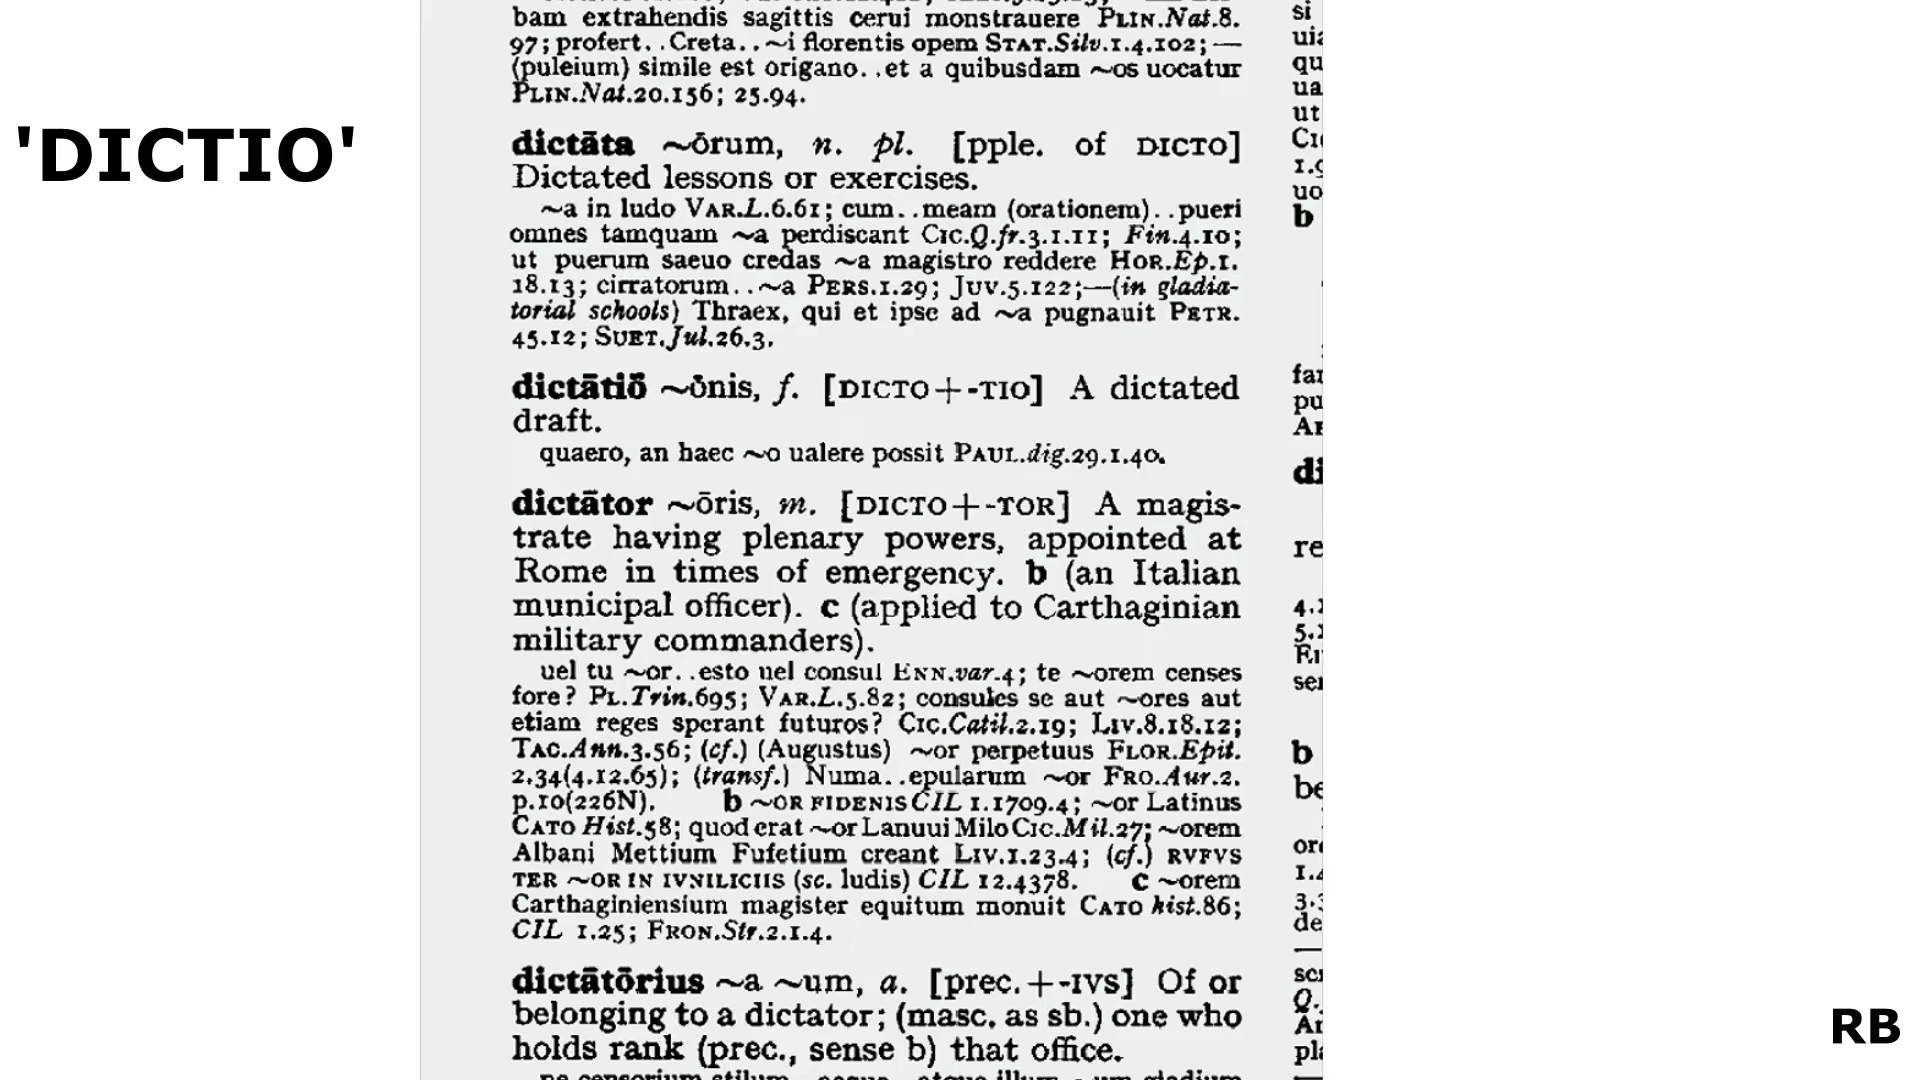 'DICTIO'
bam extrahendis sagittis cerui monstrauere PLIN.Nat.8.
97; profert. .Creta. . ~i florentis opem STAT.Silv.1.4.102; —
(puleium) simile est origano. .et a quibusdam ~os uocatur
PLIN.Nat.20.156; 25.94.
dictāta ~ōrum, n. pl. [pple. of DICTO]
Dictated lessons or exercises.
~a in ludo VAR.L.6.61; cum. .meam (orationem). .pueri
omnes tamquam ~a perdiscant CIC.Q.fr.3.1.11; Fin.4.10;
ut puerum saeuo credas ~a magistro reddere HOR.Ep.1.
18.13; cirratorum. . ~a PERS.1.29; JUV.5.122;—(in gladia-
torial schools) Thraex, qui et ipse ad ~a pugnauit PETR.
45.12; SUET.Jul.26.3.
dictātiō ~ōnis, f. [DICTO+-TIO] A dictated
draft.
quaero, an haec ~o ualere possit PAUL.dig.29.1.40.
dictātor ~ōris, m. [DICTO+-TOR] A magis-
trate having plenary powers, appointed at
Rome in times of emergency. b (an Italian
municipal officer). c (applied to Carthaginian
military commanders).
uel tu ~or. .esto uel consul ENN.var.4; te ~orem censes
fore? PL.Trin.695; VAR.L.5.82; consules se aut ~ores aut
etiam reges sperant futuros? CIC.Catil.2.19; LIV.8.18.12;
TAC.Ann.3.56; (cf.) (Augustus) ~or perpetuus FLOR.Epit.
2.34(4.12.65); (transf.) Numa. .epularum ~or FRO.Aur.2.
p.10(226N). b ~OR FIDENIS CIL 1.1709.4; ~or Latinus
CATO Hist.58; quod erat ~or Lanuui Milo CIC.Mil.27; ~orem
Albani Mettium Fufetium creant LIV.1.23.4; (cf.) RVFVS
TER ~OR IN IVNILICIIS (sc. ludis) CIL 12.4378. c ~orem
Carthaginiensium magister equitum monuit CATO hist.86;
CIL 1.25; FRON.Str.2.1.4.
dictātōrius ~a ~um, a. [prec.+-IVS] Of or
belonging to a dictator; (masc. as sb.) one who
holds rank (prec., sense b) that office.
RB